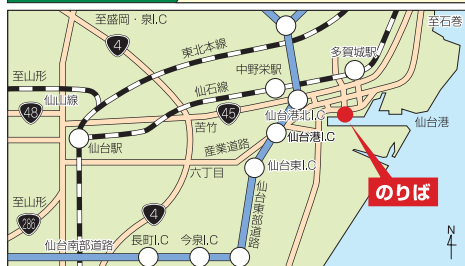 至盛岡・泉I.C
至石巻
4
東北本線
多賀城駅
中野栄駅
至山形
仙石線
仙山線
48
45
仙台港北I.C
仙台港
苦竹
仙台港I.C
仙台駅
産業道路
仙台東I.C
六丁目
のりば
至山形
仙台東部道路
4
286
仙台南部道路
長町I.C
今泉I.C
N